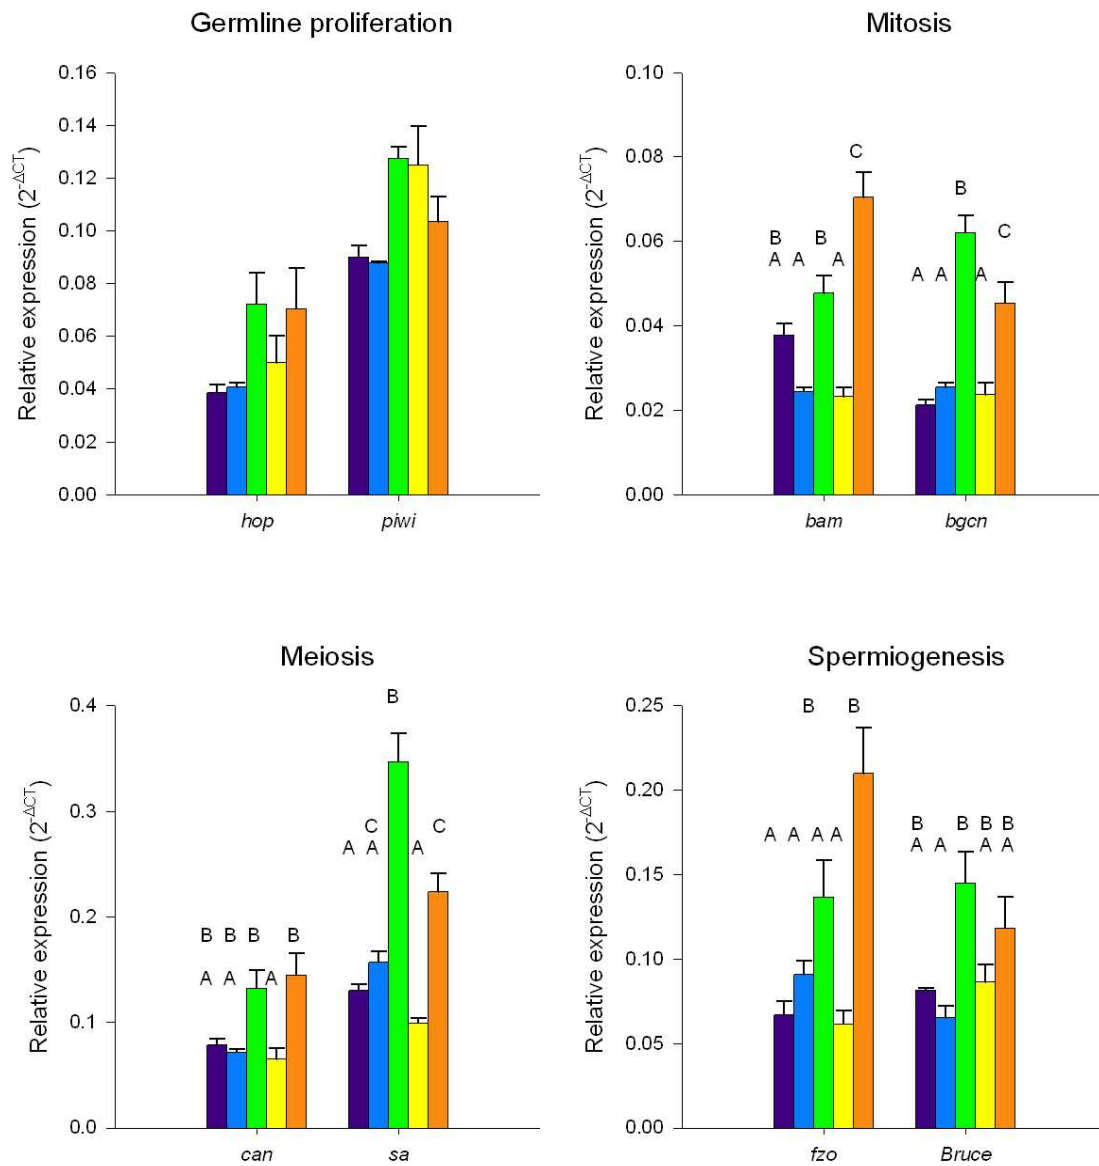 Germline proliferation
Relative expression (2^-ΔCT)
0.16
0.14
0.12
0.10
0.08
0.06
0.04
0.02
0.00
hop piwi
Mitosis
Relative expression (2^-ΔCT)
0.10
0.08
0.06
0.04
0.02
0.00
C
B
B B C
A A A
A A A
bam bgcn
Meiosis
Relative expression (2^-ΔCT)
0.4
0.3
0.2
0.1
0.0
B
C C
A A A
B B B B
A A A
can sa
Spermiogenesis
Relative expression (2^-ΔCT)
0.25
0.20
0.15
0.10
0.05
0.00
B B
A A A A
B B B B
A A A A
fzo Bruce